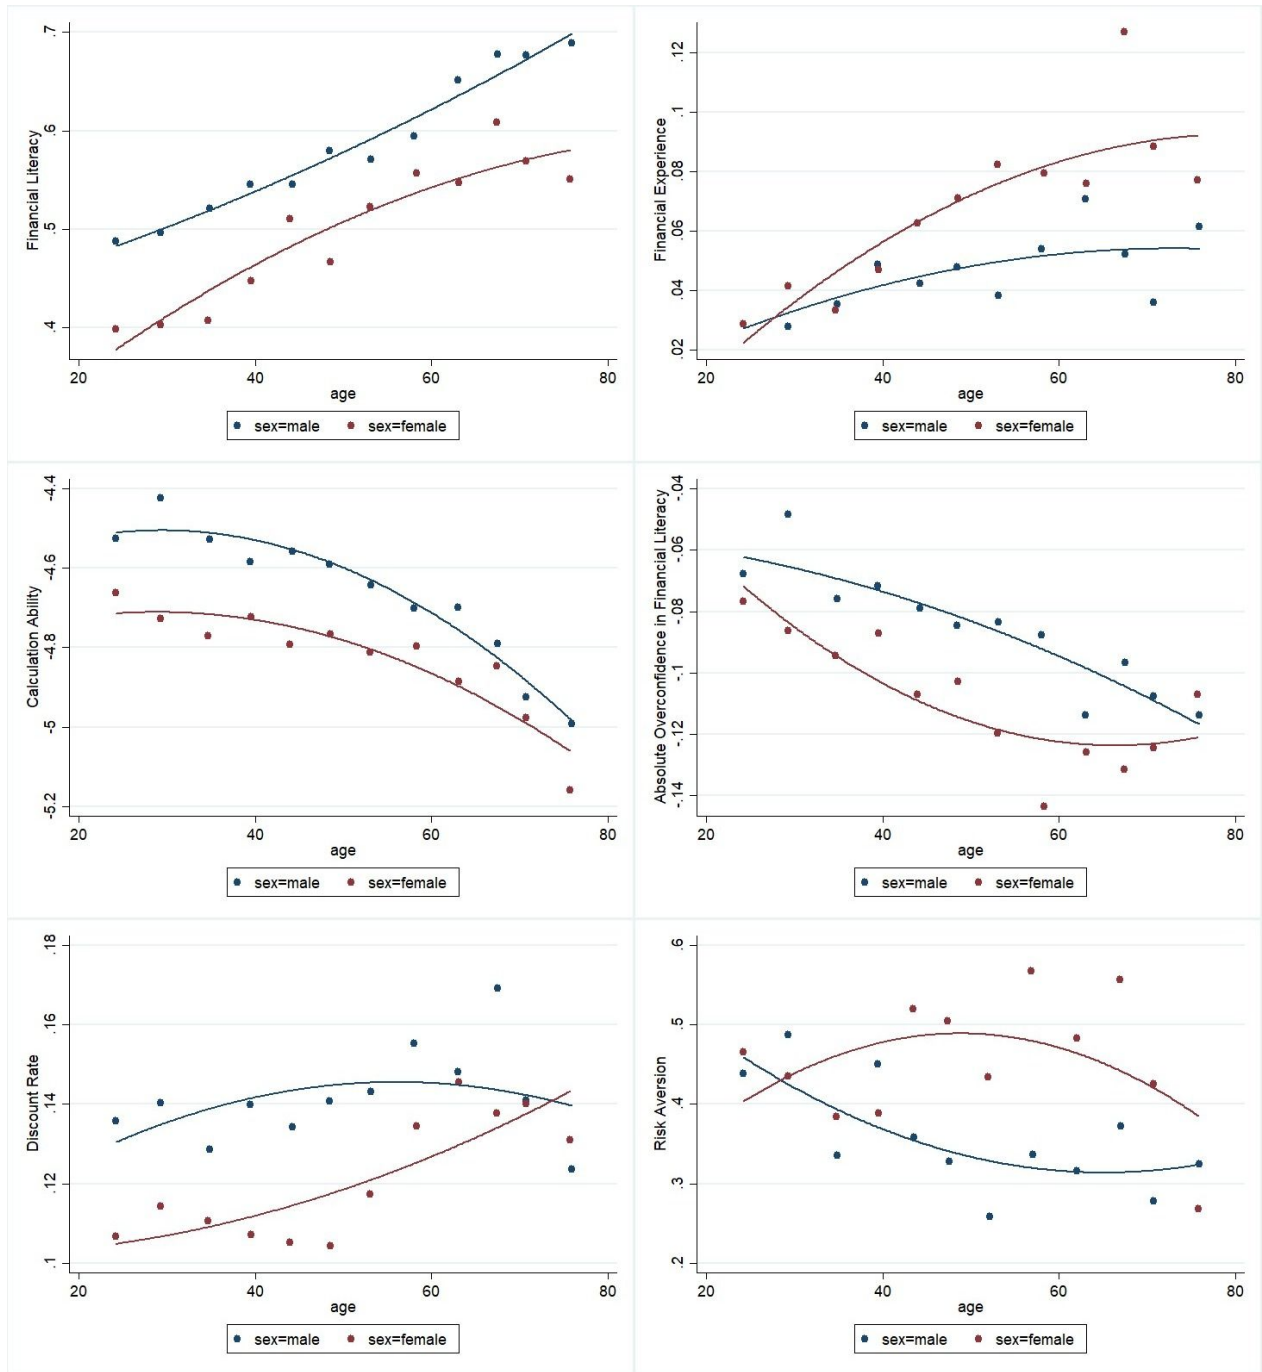 Financial Literacy
.7
.6
.5
.4
20 40 60 80
age
sex=male sex=female
Financial Experience
.12
.1
.08
.06
.04
.02
20 40 60 80
age
sex=male sex=female
Calculation Ability
-4.4
-4.6
-4.8
-5
-5.2
20 40 60 80
age
sex=male sex=female
Absolute Overconfidence in Financial Literacy
-.04
-.06
-.08
-.1
-.12
-.14
20 40 60 80
age
sex=male sex=female
Discount Rate
.18
.16
.14
.12
.1
20 40 60 80
age
sex=male sex=female
Risk Aversion
.6
.5
.4
.3
.2
20 40 60 80
age
sex=male sex=female